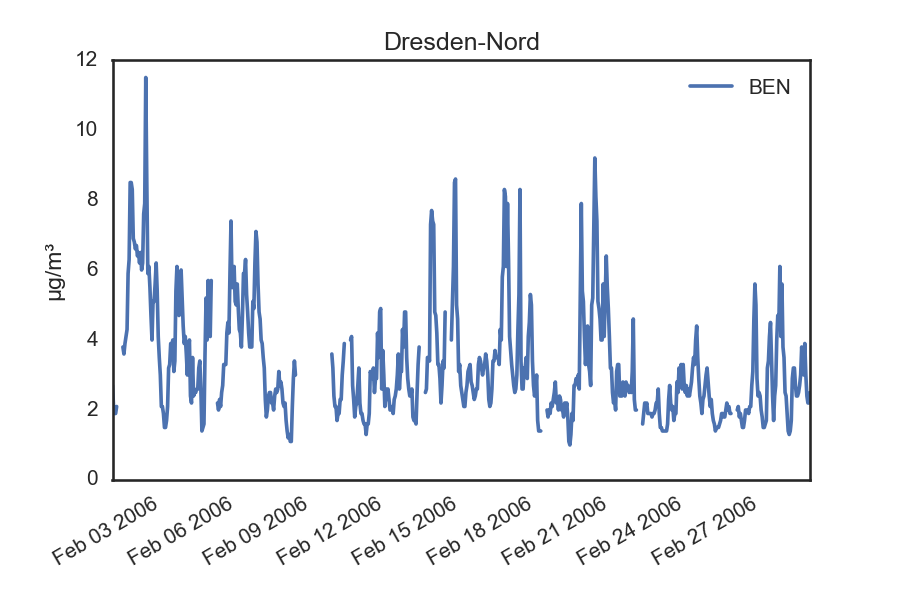 Dresden-Nord
BEN
µg/m³
12
10
8
6
4
2
0
Feb 03 2006
Feb 06 2006
Feb 09 2006
Feb 12 2006
Feb 15 2006
Feb 18 2006
Feb 21 2006
Feb 24 2006
Feb 27 2006